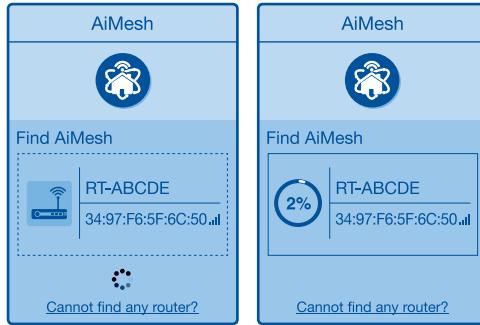 AiMesh
Find AiMesh
RT-ABCDE
34:97:F6:5F:6C:50
Cannot find any router?
AiMesh
Find AiMesh
2%
RT-ABCDE
34:97:F6:5F:6C:50
Cannot find any router?